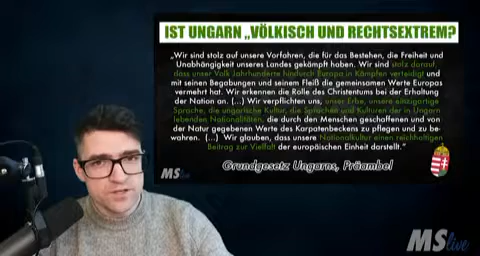 IST UNGARN „VÖLKISCH UND RECHTSEXTREM?
„Wir sind stolz auf unsere Vorfahren, die für das Bestehen, die Freiheit und
Unabhängigkeit unseres Landes gekämpft haben. Wir sind stolz darauf,
dass unser Volk Jahrhunderte hindurch Europa in Kämpfen verteidigt und
mit seinen Begabungen und seinem Fleiß die gemeinsamen Werte Europas
vermehrt hat. Wir erkennen die Rolle des Christentums bei der Erhaltung
der Nation an. (...) Wir verpflichten uns, unser Erbe, unsere einzigartige
Sprache, die ungarische Kultur, die Sprachen und Kulturen der in Ungarn
lebenden Nationalitäten, die durch den Menschen geschaffenen und von
der Natur gegebenen Werte des Karpatenbeckens zu pflegen und zu be-
wahren. (...) Wir glauben, dass unsere Nationalkultur einen reichhaltigen
Beitrag zur Vielfalt der europäischen Einheit darstellt.“
Grundgesetz Ungarns, Präambel
MSlive
MSlive